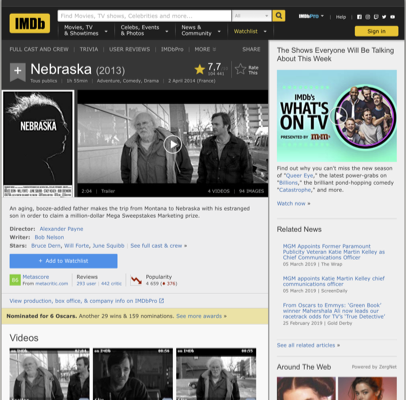 IMDb
Find Movies, TV shows, Celebrities and more...
All
IMDbPro
Help
Movies, TV
& Showtimes
Celebs, Events
& Photos
News &
Community
Watchlist
Sign in
FULL CAST AND CREW | TRIVIA | USER REVIEWS | IMDbPro | MORE
SHARE
Nebraska (2013)
7,7
Rate
This
Tous publics | 1h 55min | Adventure, Comedy, Drama | 2 April 2014 (France)
NEBRASKA
2:04 | Trailer
4 VIDEOS | 94 IMAGES
An aging, booze-addled father makes the trip from Montana to Nebraska with his estranged
son in order to claim a million-dollar Mega Sweepstakes Marketing prize.
Director: Alexander Payne
Writer: Bob Nelson
Stars: Bruce Dern, Will Forte, June Squibb | See full cast & crew »
+ Add to Watchlist
Metascore
From metacritic.com
Reviews
293 user | 442 critic
Popularity
4 659 (376)
View production, box office, & company info on IMDbPro
Nominated for 6 Oscars. Another 29 wins & 159 nominations. See more awards »
Videos
The Shows Everyone Will Be Talking
About This Week
IMDb's
WHAT'S
ON TV
PRESENTED BY
Find out why you can't miss the new season
of "Queer Eye," the latest power-grabs on
"Billions," the brilliant pond-hopping comedy
"Catastrophe," and more.
Watch now »
Related News
MGM Appoints Former Paramount
Publicity Veteran Katie Martin Kelley as
Chief Communications Officer
05 March 2019 | The Wrap
MGM appoints Katie Martin Kelley chief
communications officer
05 March 2019 | ScreenDaily
From Oscars to Emmys: 'Green Book'
winner Mahershala Ali now leads our
racetrack odds for TV's 'True Detective'
25 February 2019 | Gold Derby
See all related articles »
Around The Web
Powered by ZergNet